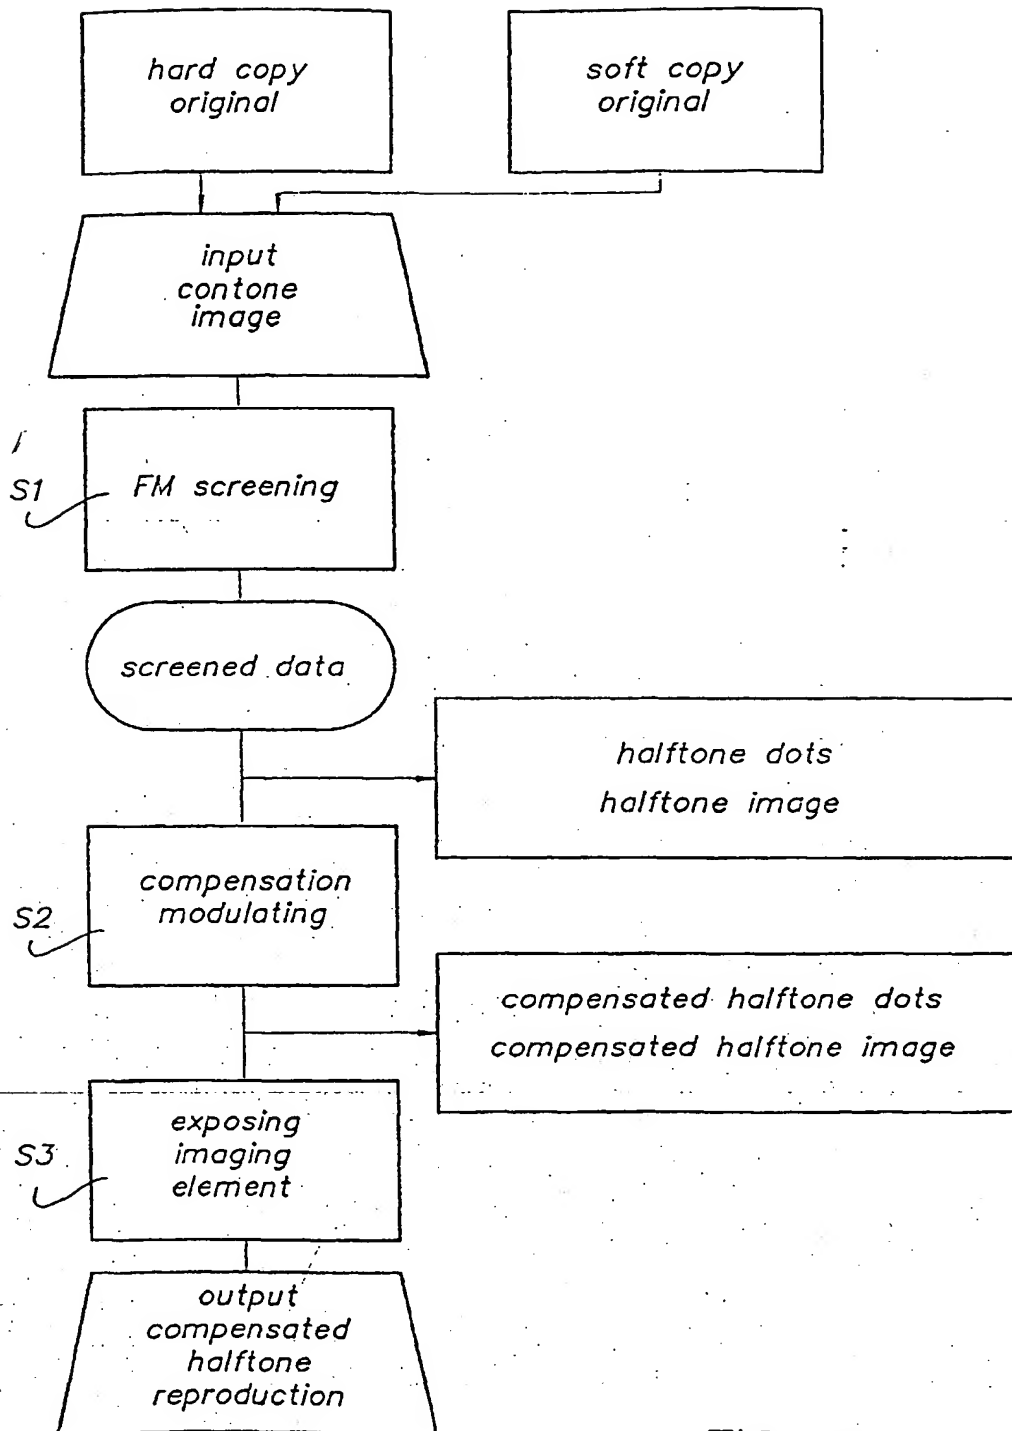 hard copy
original
soft copy
original
input
contone
image
S1
FM screening
screened data
halftone dots
halftone image
S2
compensation
modulating
compensated halftone dots
compensated halftone image
S3
exposing
imaging
element
output
compensated
halftone
reproduction